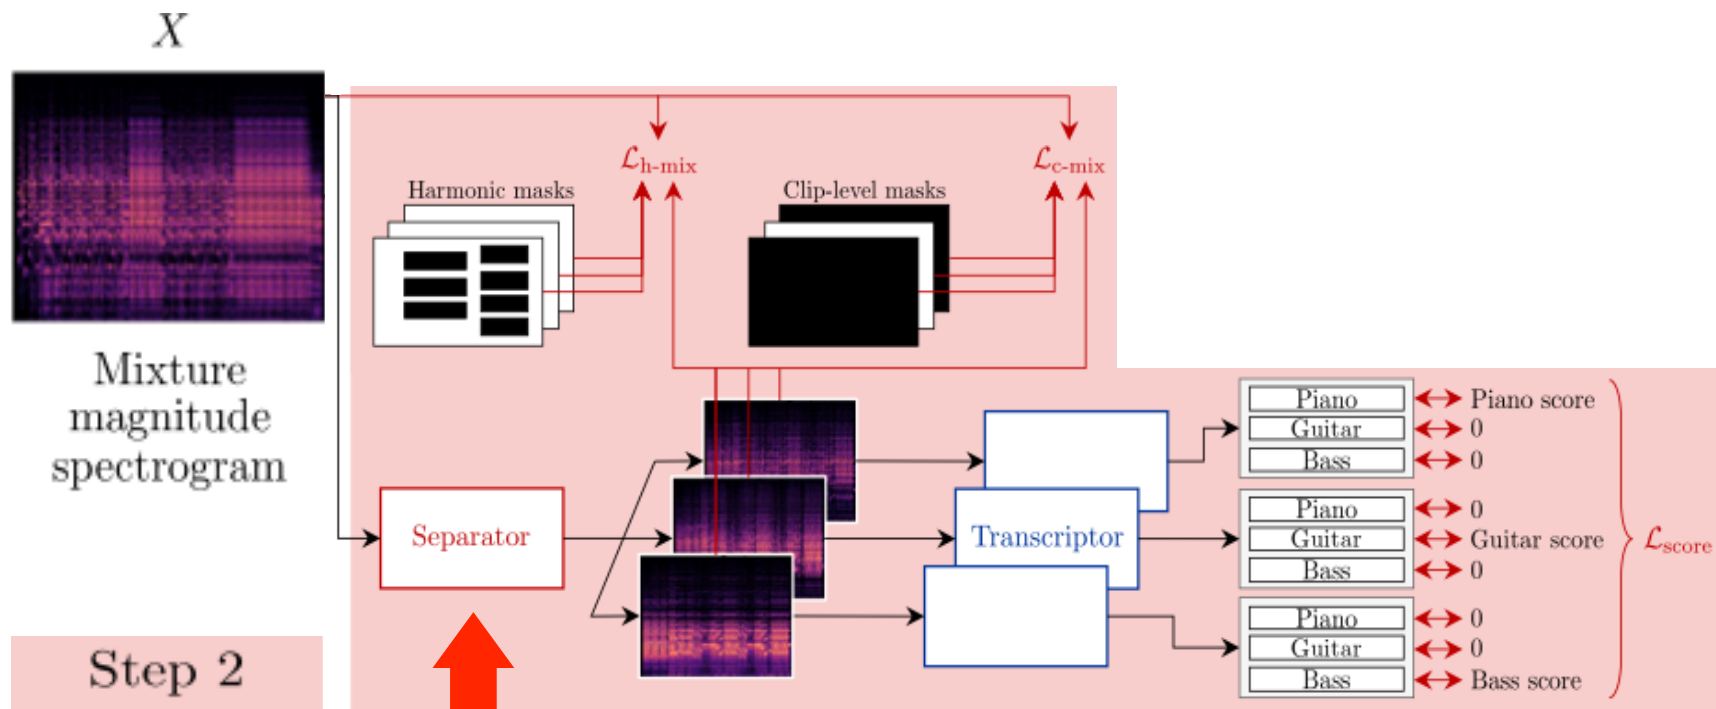 X
Mixture
magnitude
spectrogram
Step 2
ℒh-mix
ℒc-mix
Harmonic masks
Clip-level masks
Separator
Transcriptor
Piano
Guitar
Bass
Piano score
0
0
Piano
Guitar
Bass
0
Guitar score
0
Piano
Guitar
Bass
0
0
Bass score
ℒscore